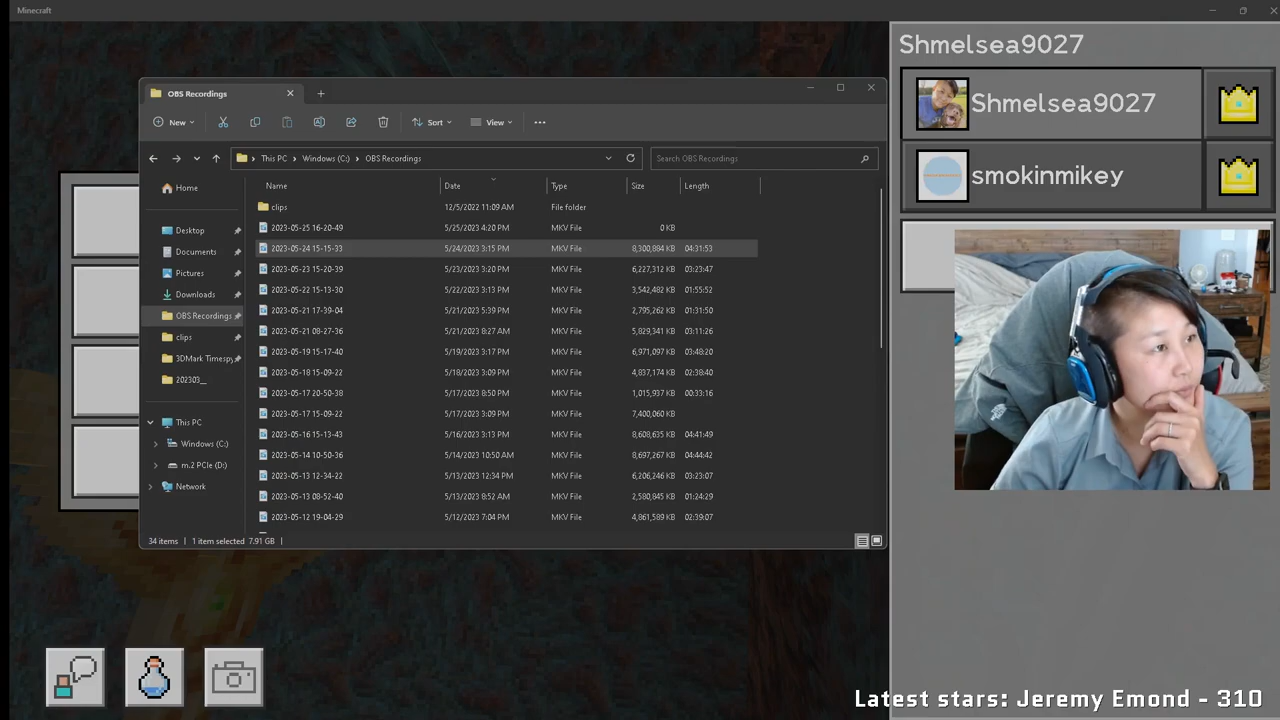 Minecraft
OBS Recordings
New
Sort
View
This PC
Windows (C:)
OBS Recordings
Search OBS Recordings
Home
Desktop
Documents
Pictures
Downloads
OBS Recordings
clips
3DMark Timespy
202303__
This PC
Windows (C:)
m.2 PCIe (D:)
Network
Name Date Type Size Length
clips 12/5/2022 11:09 AM File folder
2023-05-25 16-20-49 5/25/2023 4:20 PM MKV File 0 KB
2023-05-24 15-15-33 5/24/2023 3:15 PM MKV File 8,300,884 KB 04:31:53
2023-05-23 15-20-39 5/23/2023 3:20 PM MKV File 6,227,312 KB 03:23:47
2023-05-22 15-13-30 5/22/2023 3:13 PM MKV File 3,542,482 KB 01:55:52
2023-05-21 17-39-04 5/21/2023 5:39 PM MKV File 2,795,262 KB 01:31:50
2023-05-21 08-27-36 5/21/2023 8:27 AM MKV File 5,829,341 KB 03:11:26
2023-05-19 15-17-40 5/19/2023 3:17 PM MKV File 6,971,097 KB 03:48:20
2023-05-18 15-09-22 5/18/2023 3:09 PM MKV File 4,837,174 KB 02:38:40
2023-05-17 20-50-38 5/17/2023 8:50 PM MKV File 1,015,937 KB 00:33:16
2023-05-17 15-09-22 5/17/2023 3:09 PM MKV File 7,400,060 KB
2023-05-16 15-13-43 5/16/2023 3:13 PM MKV File 8,608,635 KB 04:41:49
2023-05-14 10-50-36 5/14/2023 10:50 AM MKV File 8,697,267 KB 04:44:42
2023-05-13 12-34-22 5/13/2023 12:34 PM MKV File 6,206,246 KB 03:23:07
2023-05-13 08-52-40 5/13/2023 8:52 AM MKV File 2,580,845 KB 01:24:29
2023-05-12 19-04-29 5/12/2023 7:04 PM MKV File 4,861,589 KB 02:39:07
34 items 1 item selected 7.91 GB
Shmelsea9027
Shmelsea9027
smokinmikey
Latest stars: Jeremy Emond - 310